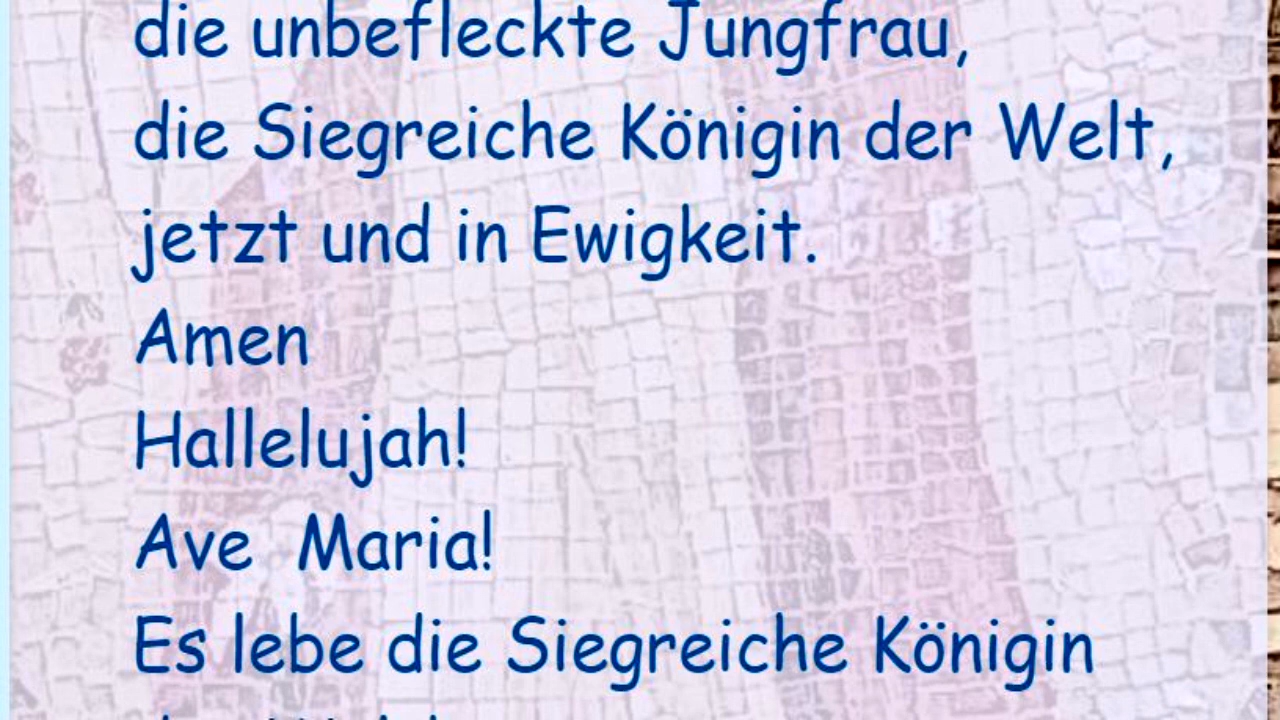 die unbefleckte Jungfrau,
die Siegreiche Königin der Welt,
jetzt und in Ewigkeit.
Amen
Hallelujah!
Ave  Maria!
Es lebe die Siegreiche Königin